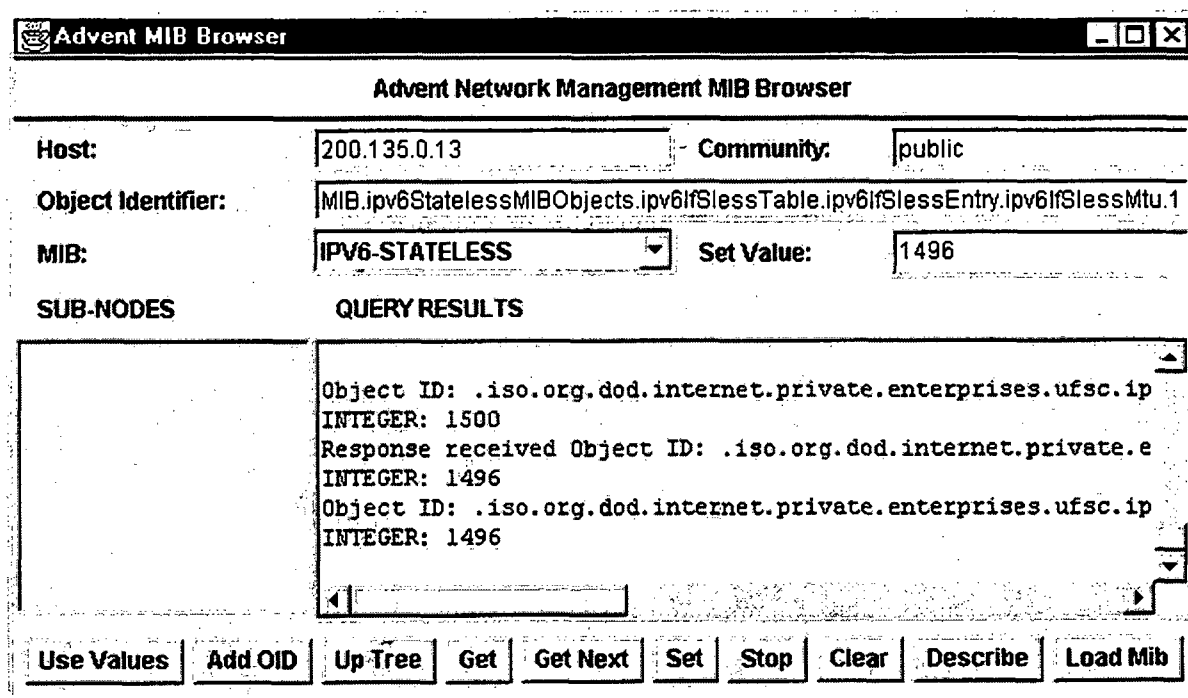 Advent MIB Browser
Advent Network Management MIB Browser
Host: 200.135.0.13 Community: public
Object Identifier: MIB.ipv6StatelessMIBObjects.ipv6IfSlessTable.ipv6IfSlessEntry.ipv6IfSlessMtu.1
MIB: IPV6-STATELESS Set Value: 1496
SUB-NODES QUERY RESULTS
Object ID: .iso.org.dod.internet.private.enterprises.ufsc.ip
INTEGER: 1500
Response received Object ID: .iso.org.dod.internet.private.e
INTEGER: 1496
Object ID: .iso.org.dod.internet.private.enterprises.ufsc.ip
INTEGER: 1496
Use Values Add OID Up Tree Get Get Next Set Stop Clear Describe Load Mib